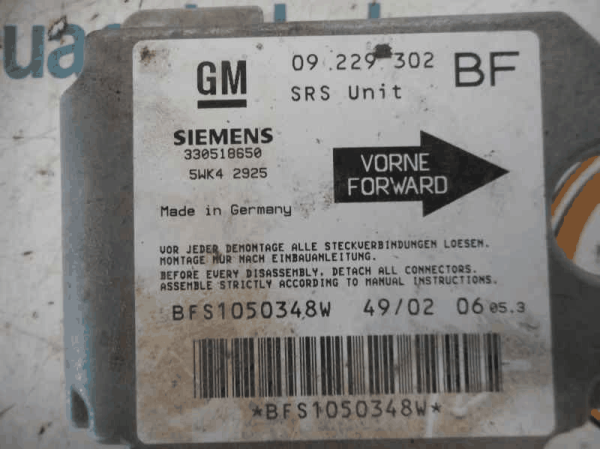 GM
09 229 302 BF
SRS Unit
SIEMENS
330518650
5WK4 2925
VORNE
FORWARD
Made in Germany
VOR JEDER DEMONTAGE ALLE STECKVERBINDUNGEN LOESEN.
MONTAGE NUR NACH EINBAUANLEITUNG.
BEFORE EVERY DISASSEMBLY, DETACH ALL CONNECTORS.
ASSEMBLE STRICTLY ACCORDING TO MANUAL INSTRUCTIONS.
BFS1050348W 49/02 06 05.3
*BFS1050348W*